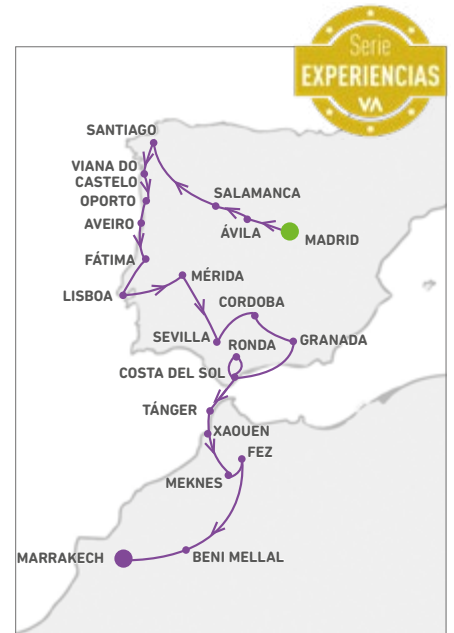 Serie
EXPERIENCIAS
VA
SANTIAGO
VIANA DO
CASTELO
OPORTO
AVEIRO
FÁTIMA
LISBOA
SALAMANCA
ÁVILA
MADRID
MÉRIDA
CORDOBA
SEVILLA
RONDA
GRANADA
COSTA DEL SOL
TÁNGER
XAOUEN
FEZ
MEKNES
BENI MELLAL
MARRAKECH